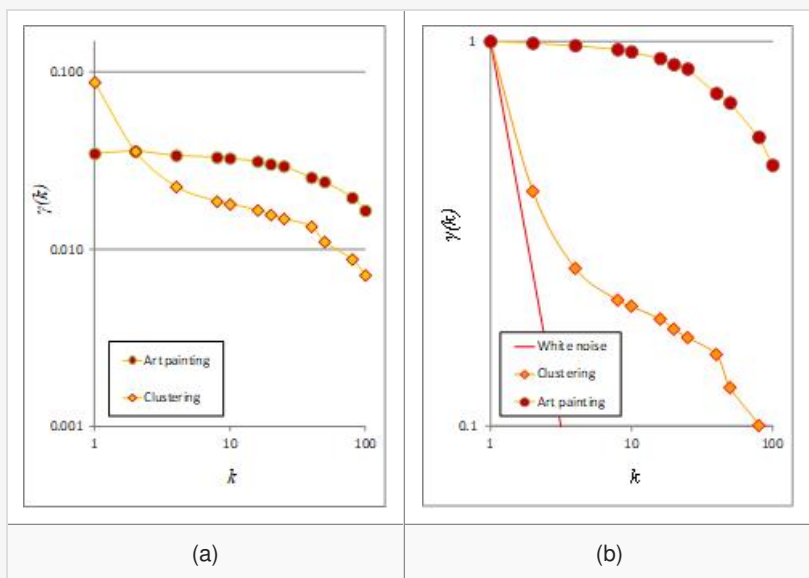 0.100
0.010
0.001
γ(k)
1
10
100
k
Art painting
Clustering
(a)
1
0.1
γ(k)
1
10
100
k
White noise
Clustering
Art painting
(b)